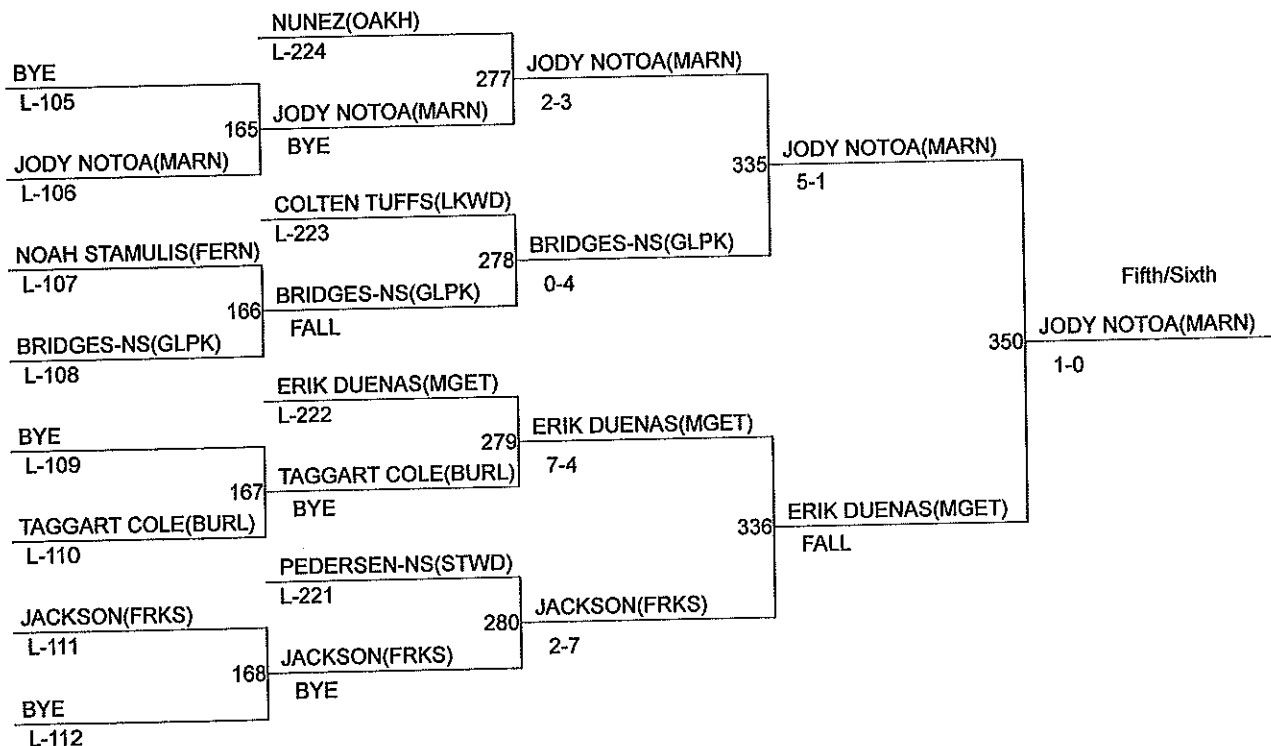 NUNEZ(OAKH)
L-224
BYE
L-105
277
JODY NOTOA(MARN)
2-3
165
JODY NOTOA(MARN)
BYE
JODY NOTOA(MARN)
L-106
335
JODY NOTOA(MARN)
5-1
COLTEN TUFFS(LKWD)
L-223
NOAH STAMULIS(FERN)
L-107
278
BRIDGES-NS(GLPK)
0-4
166
BRIDGES-NS(GLPK)
FALL
BRIDGES-NS(GLPK)
L-108
Fifth/Sixth
350
JODY NOTOA(MARN)
1-0
ERIK DUENAS(MGET)
L-222
BYE
L-109
279
ERIK DUENAS(MGET)
7-4
167
TAGGART COLE(BURL)
BYE
TAGGART COLE(BURL)
L-110
336
ERIK DUENAS(MGET)
FALL
PEDERSEN-NS(STWD)
L-221
JACKSON(FRKS)
L-111
280
JACKSON(FRKS)
2-7
168
JACKSON(FRKS)
BYE
BYE
L-112